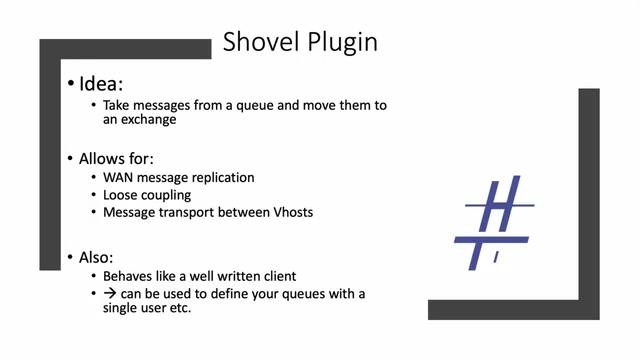 Shovel Plugin
• Idea:
• Take messages from a queue and move them to
an exchange
• Allows for:
• WAN message replication
• Loose coupling
• Message transport between Vhosts
• Also:
• Behaves like a well written client
• → can be used to define your queues with a
single user etc.